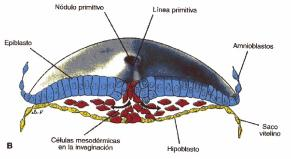 Nódulo primitivo
Línea primitiva
Epiblasto
Amnioblastos
Células mesodérmicas
en la invaginación
Hipoblasto
Saco
vitelino
B